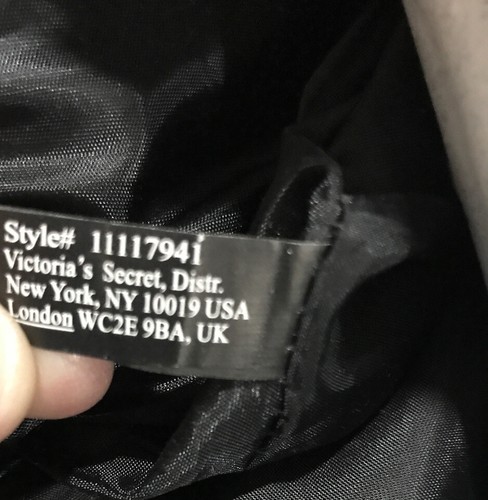 Style# 11117941
Victoria's Secret, Distr.
New York, NY 10019 USA
London WC2E 9BA, UK